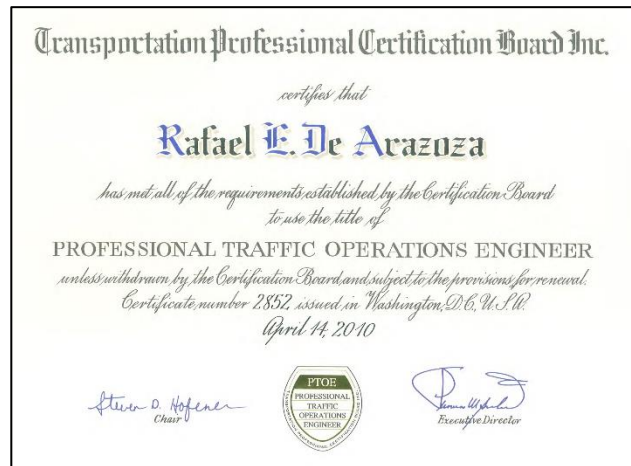 Transportation Professional Certification Board Inc.
certifies that
Rafael E. De Arazoza
has met all of the requirements established by the Certification Board
to use the title of
PROFESSIONAL TRAFFIC OPERATIONS ENGINEER
unless withdrawn by the Certification Board and subject to the provisions for renewal.
Certificate number 2852, issued in Washington, D.C., U.S.A.
April 14, 2010
PTOE
PROFESSIONAL
TRAFFIC
OPERATIONS
ENGINEER
Steven D. Hofener
Chair
Executive Director